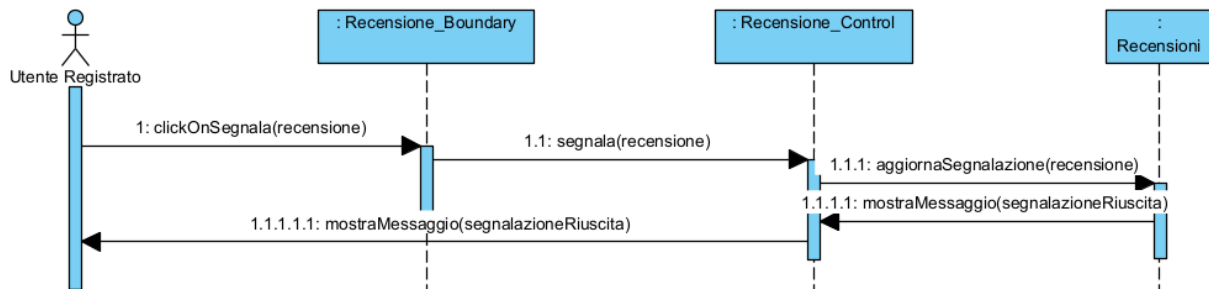 : Recensione_Boundary
: Recensione_Control
:
Recensioni
Utente Registrato
1: clickOnSegnala(recensione)
1.1: segnala(recensione)
1.1.1: aggiornaSegnalazione(recensione)
1.1.1.1: mostraMessaggio(segnalazioneRiuscita)
1.1.1.1.1: mostraMessaggio(segnalazioneRiuscita)